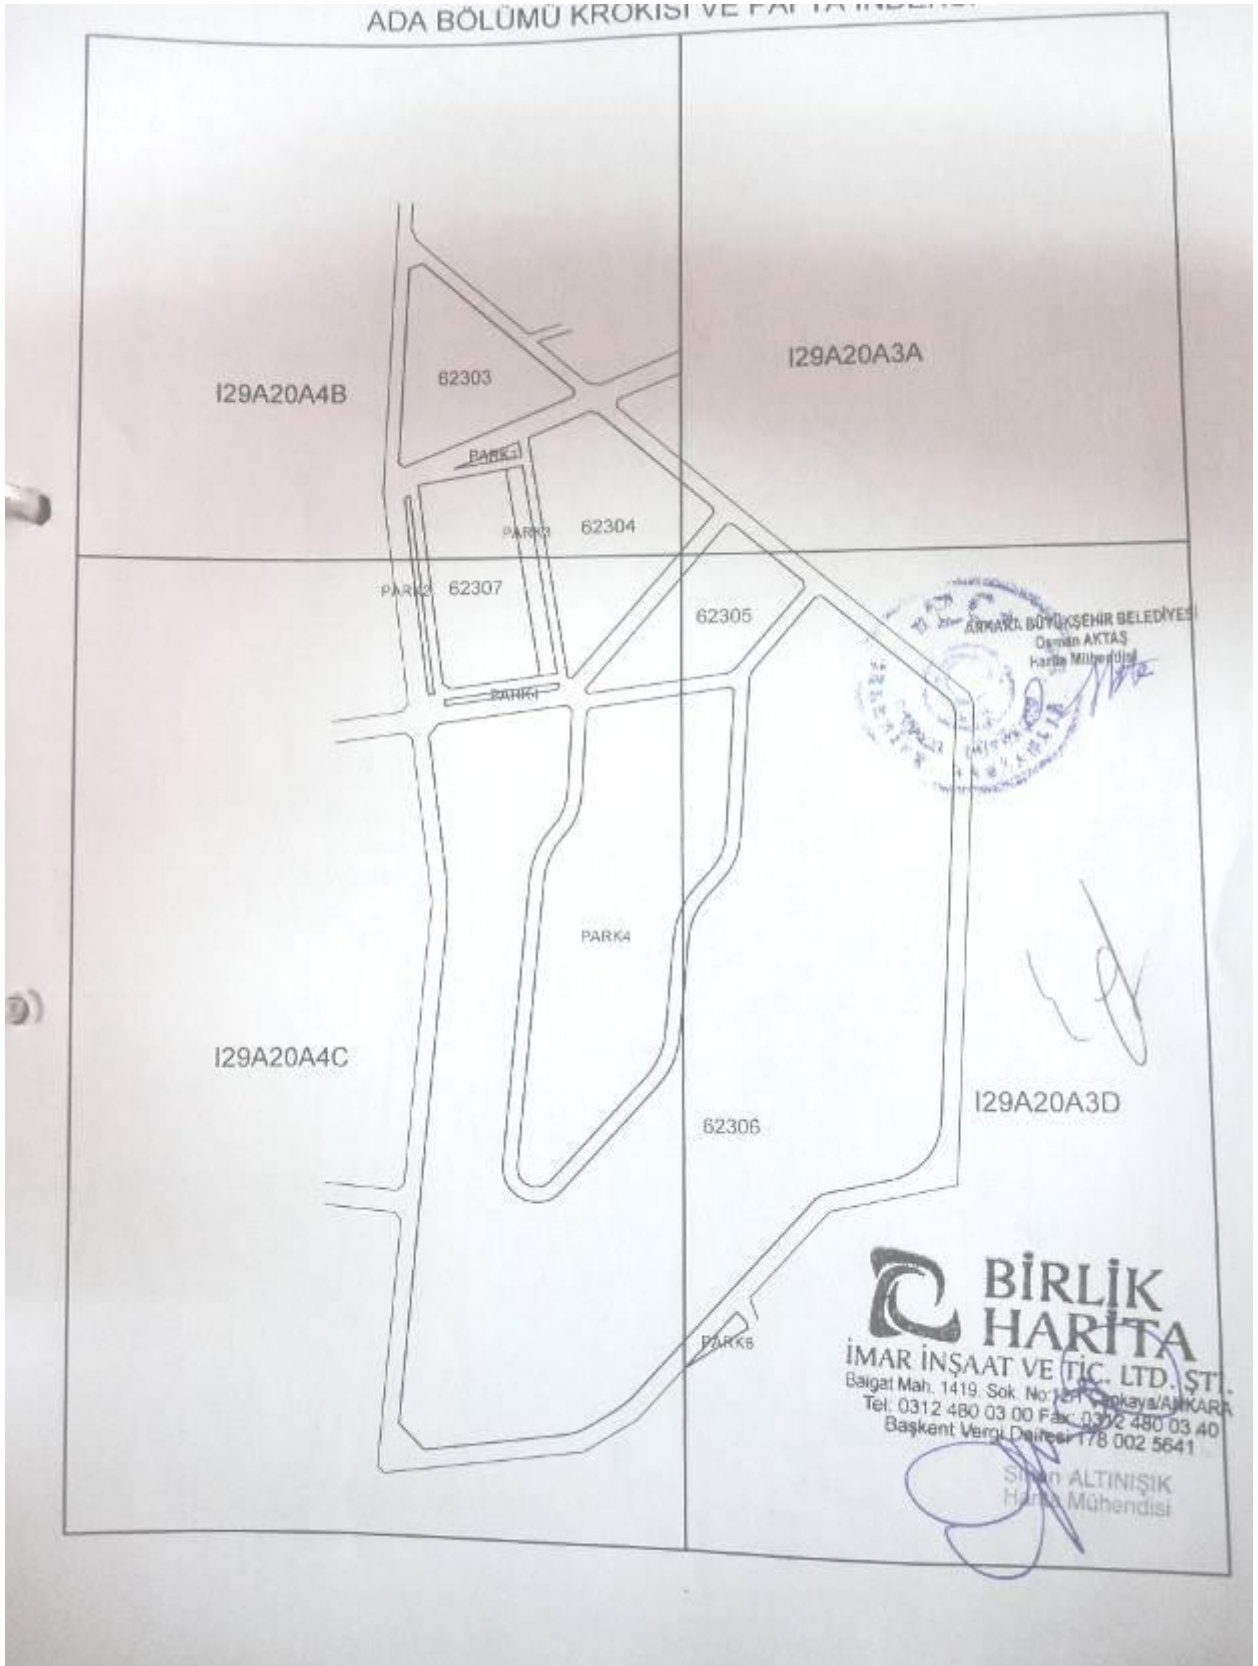 ADA BÖLÜMÜ KROKİSİ VE PAFTA İNDEKSİ
I29A20A4B
I29A20A3A
62303
PARK1
PARK3
62304
PARK2
62307
62305
ANKARA BÜYÜKŞEHİR BELEDİYESİ
Osman AKTAŞ
Harita Mühendisi
PARK4
PARK4
I29A20A4C
62306
I29A20A3D
PARK6
BİRLİK
HARİTA
İMAR İNŞAAT VE TİC. LTD. ŞTİ.
Balgat Mah. 1419. Sok. No: Çankaya/ANKARA
Tel: 0312 480 03 00 Fax: 0312 480 03 40
Başkent Vergi Dairesi 178 002 5641
Sinan ALTINIŞIK
Harita Mühendisi